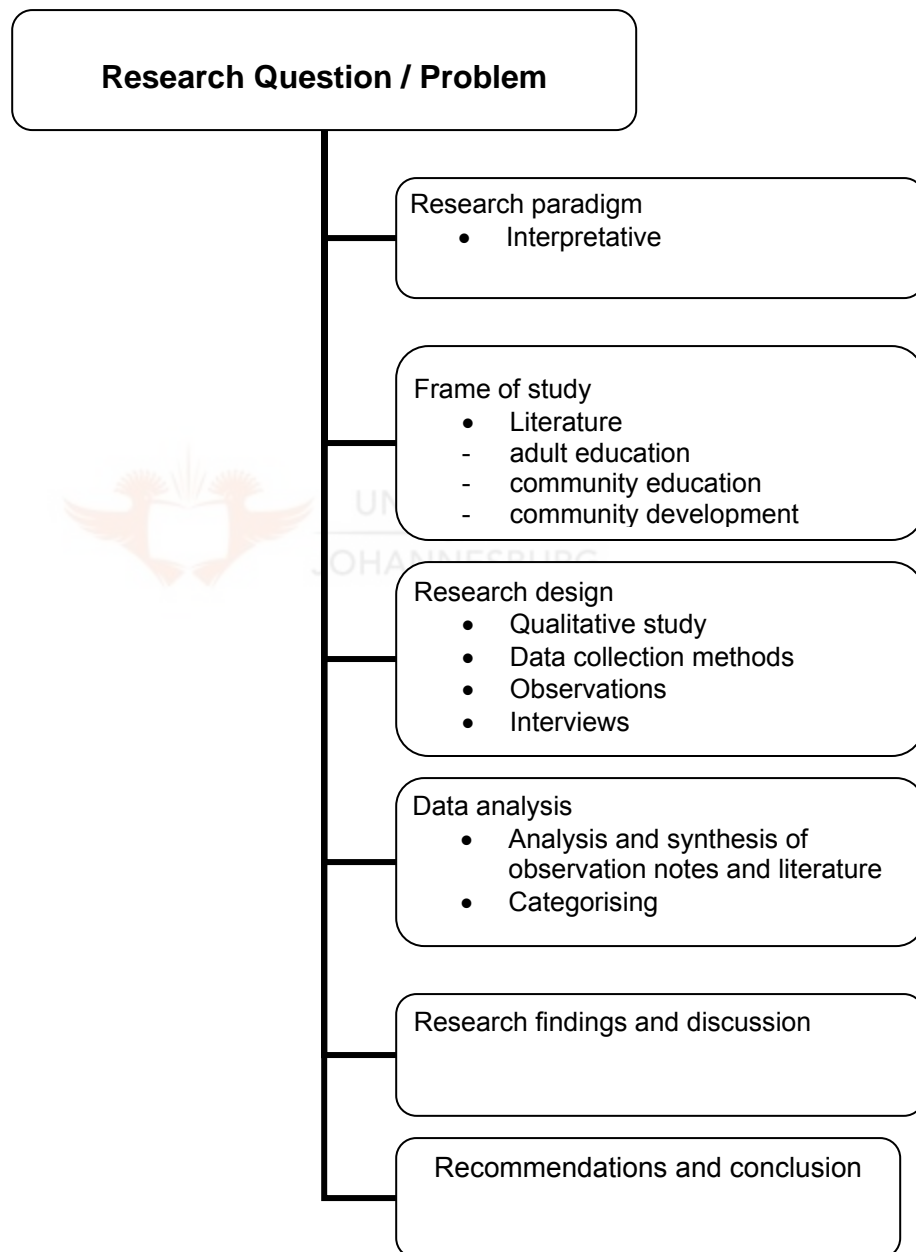 Research Question / Problem
Research paradigm
• Interpretative
Frame of study
• Literature
- adult education
- community education
- community development
UN
JOHANNESBURG
Research design
• Qualitative study
• Data collection methods
• Observations
• Interviews
Data analysis
• Analysis and synthesis of
observation notes and literature
• Categorising
Research findings and discussion
Recommendations and conclusion